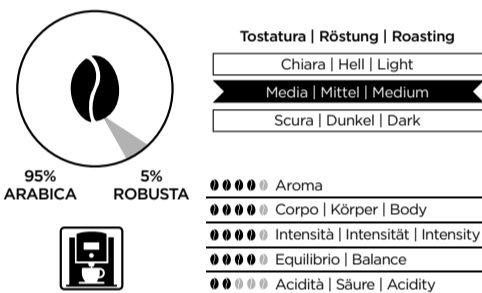 Tostatura | Röstung | Roasting
Chiara | Hell | Light
Media | Mittel | Medium
Scura | Dunkel | Dark
95%
ARABICA
5%
ROBUSTA
Aroma
Corpo | Körper | Body
Intensità | Intensität | Intensity
Equilibrio | Balance
Acidità | Säure | Acidity